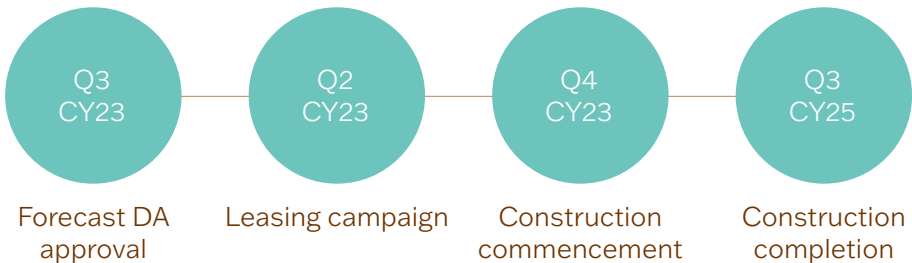 Q3
CY23
Forecast DA
approval
Q2
CY23
Leasing campaign
Q4
CY23
Construction
commencement
Q3
CY25
Construction
completion